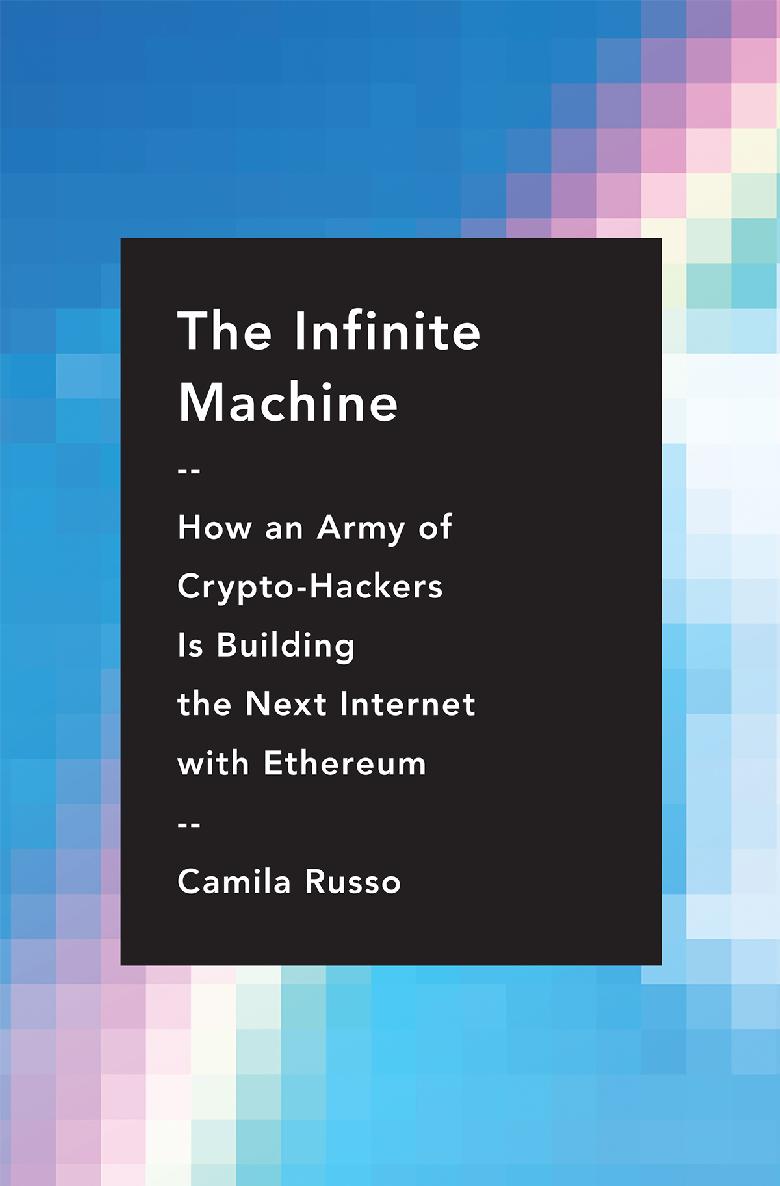 The Infinite
Machine
--
How an Army of
Crypto-Hackers
Is Building
the Next Internet
with Ethereum
--
Camila Russo